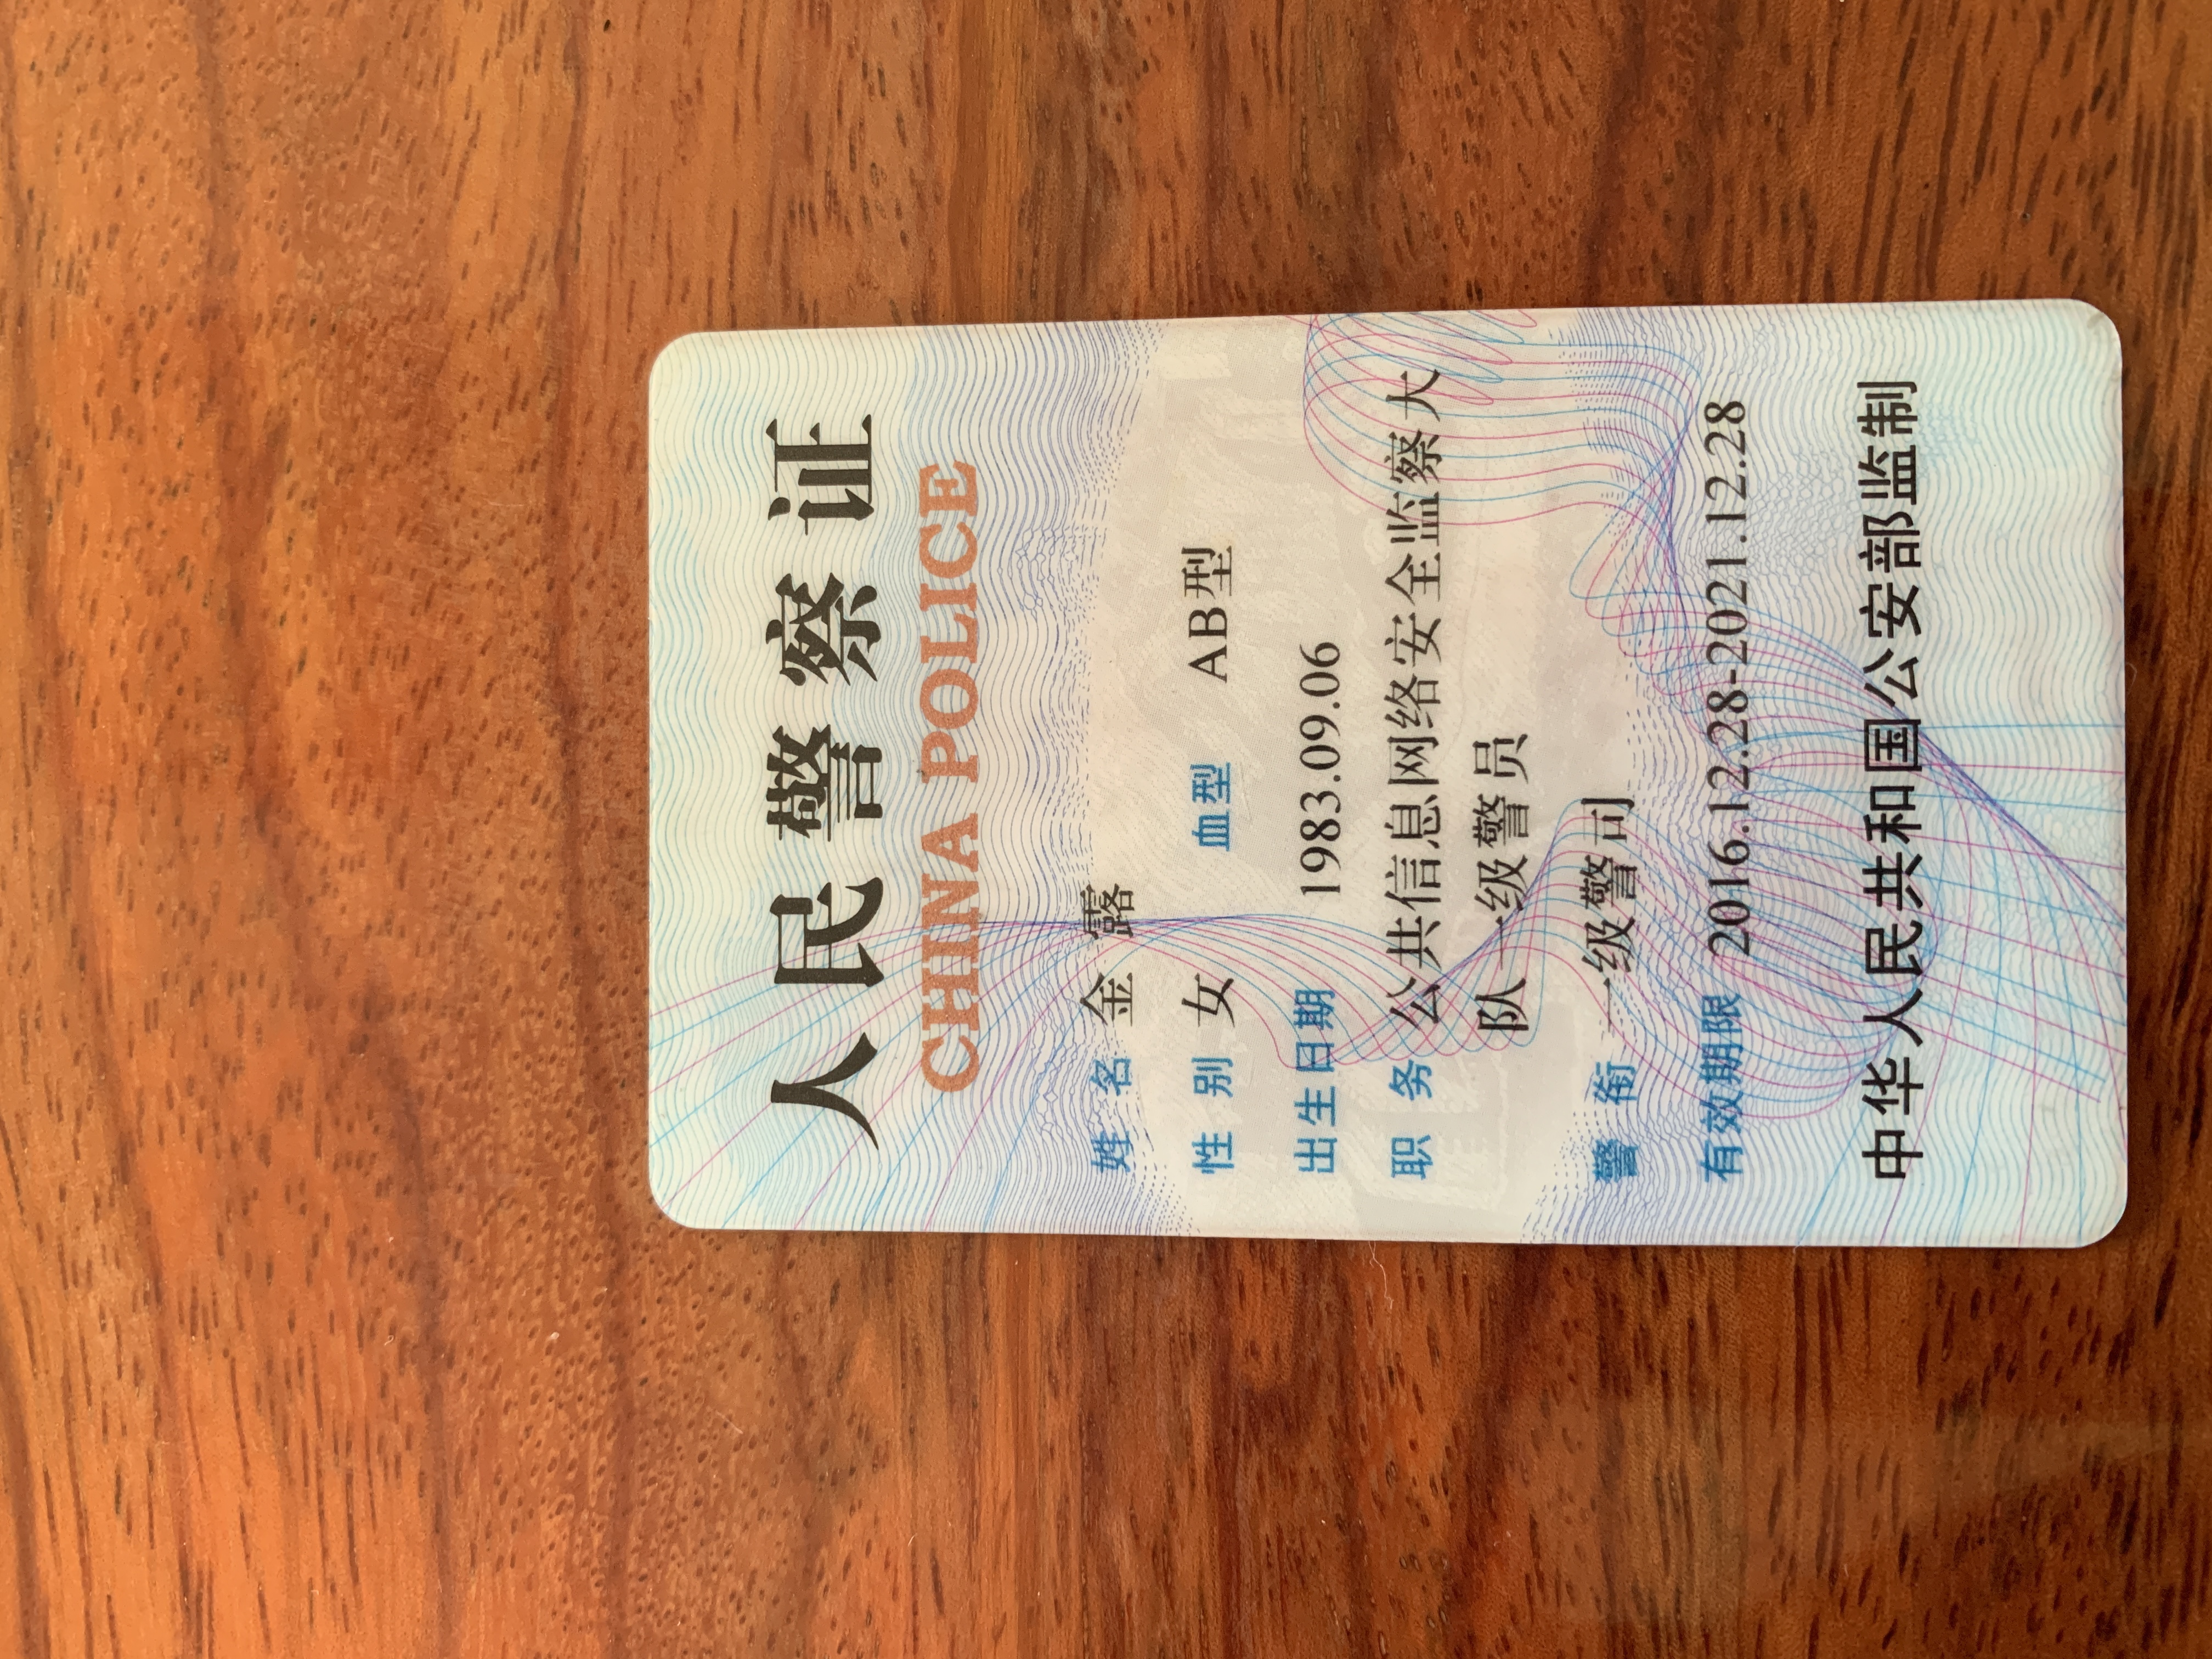 人民警察证
CHINA POLICE
姓 名 金 露
性 别 女 血型 AB型
出生日期 1983.09.06
职 务 公共信息网络安全监察大
队一级警员
警 衔 一级警司
有效期限 2016.12.28-2021.12.28
中华人民共和国公安部监制